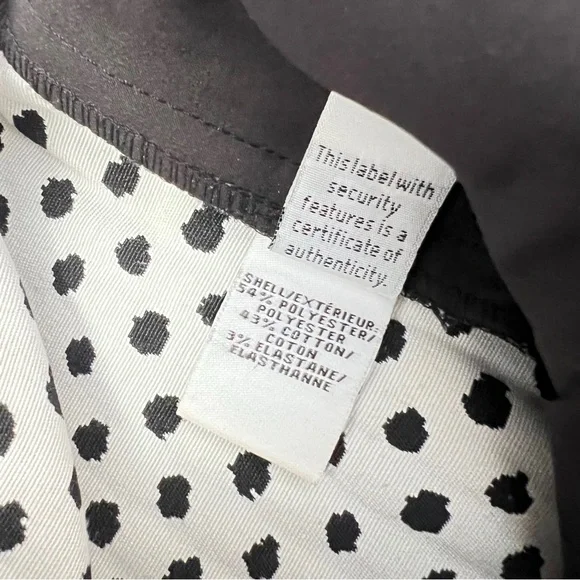 This label with
security
features is a
certificate of
authenticity.
SHELL/EXTÉRIEUR:
54% POLYESTER/
POLYESTER
43% COTTON/
COTON
3% ELASTANE/
ELASTHANNE